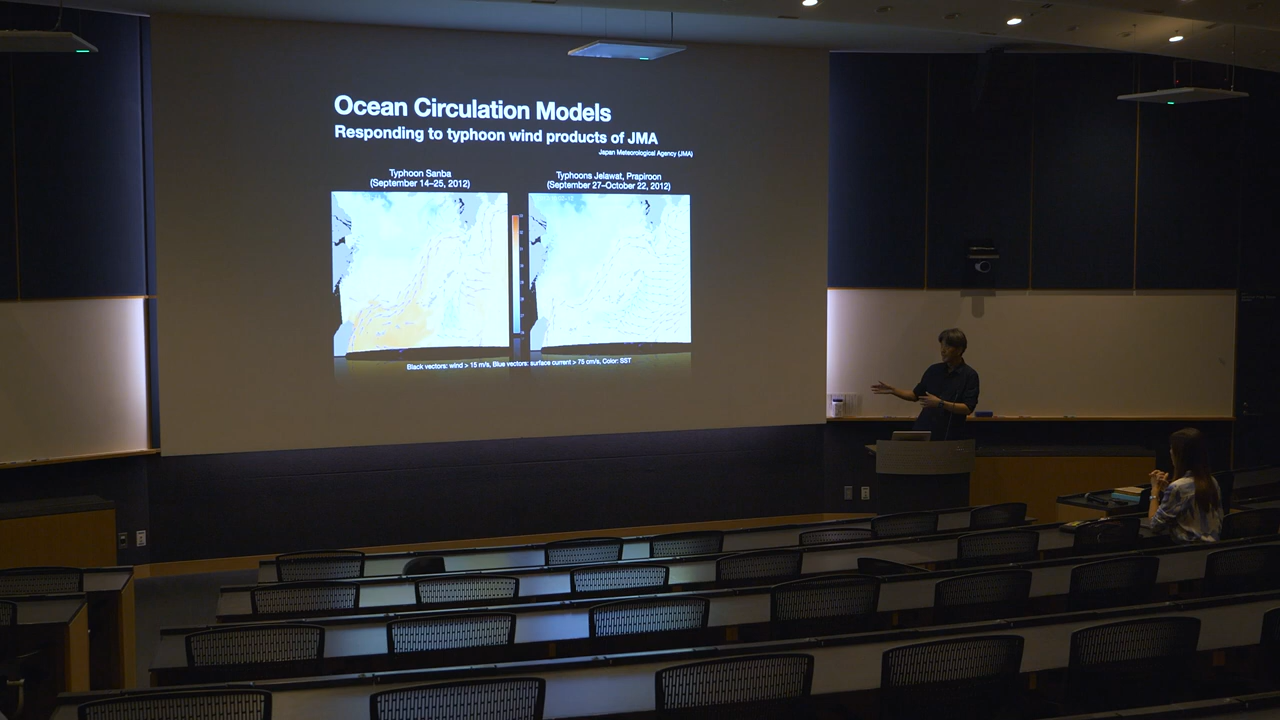 Ocean Circulation Models
Responding to typhoon wind products of JMA
Japan Meteorological Agency (JMA)
Typhoon Sanba
(September 14–25, 2012)
Typhoons Jelawat, Prapiroon
(September 27–October 22, 2012)
Black vectors: wind > 15 m/s, Blue vectors: surface current > 75 cm/s, Color: SST